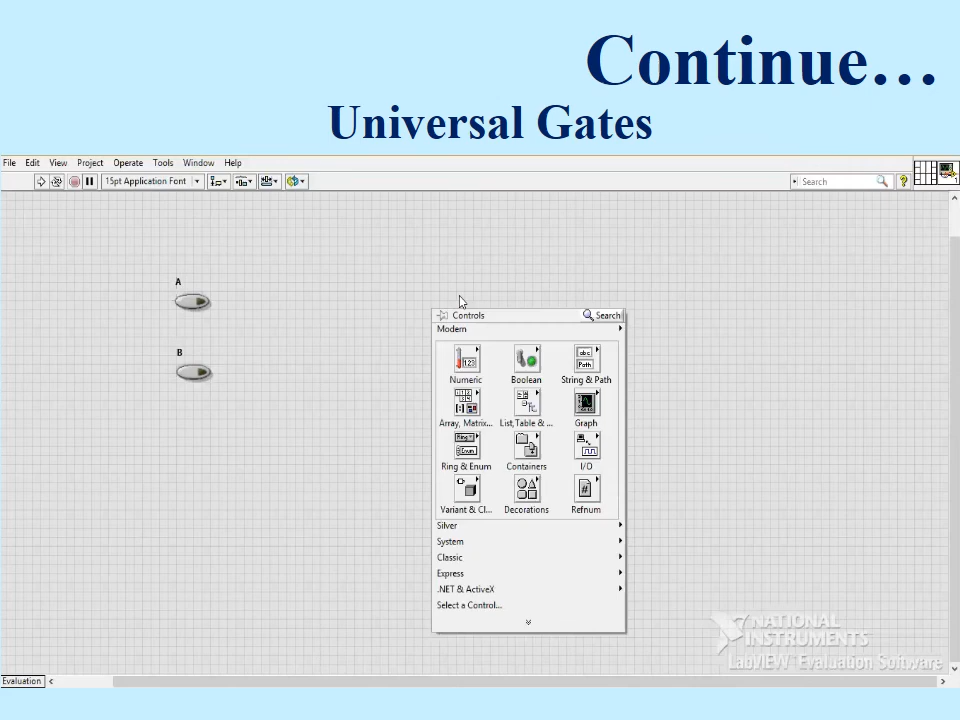 Continue…
Universal Gates
File Edit View Project Operate Tools Window Help
15pt Application Font Search ? 1
A
B
Controls Search
Modern
Numeric Boolean String & Path
Array, Matrix... List, Table & ... Graph
Ring & Enum Containers I/O
Variant & Cl... Decorations Refnum
Silver
System
Classic
Express
.NET & ActiveX
Select a Control...
NATIONAL
INSTRUMENTS
LabVIEW™ Evaluation Software
Evaluation